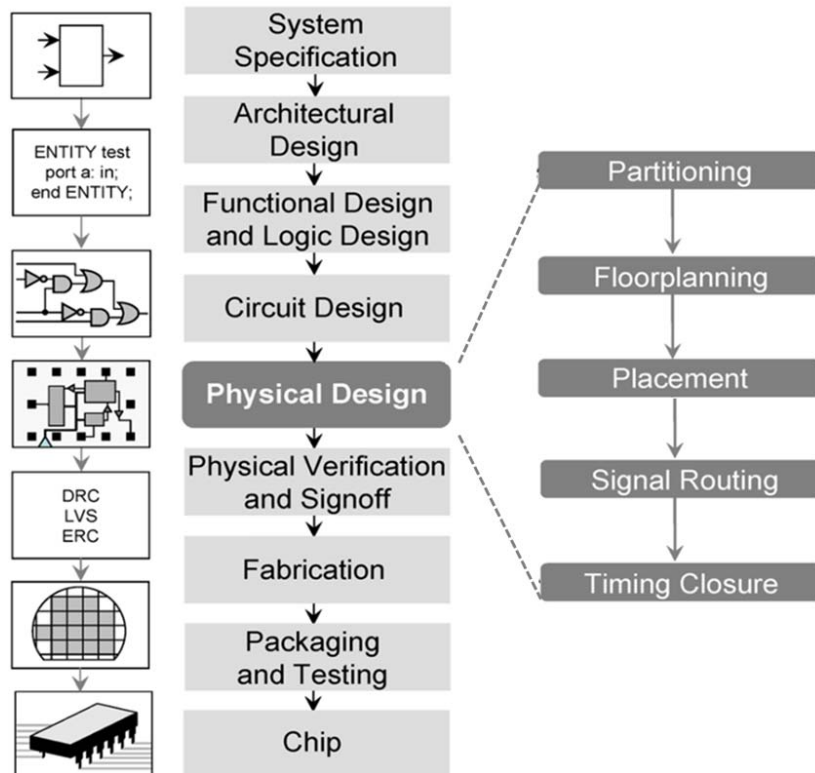 ENTITY test
port a: in;
end ENTITY;
DRC
LVS
ERC
System
Specification
Architectural
Design
Functional Design
and Logic Design
Circuit Design
Physical Design
Physical Verification
and Signoff
Fabrication
Packaging
and Testing
Chip
Partitioning
Floorplanning
Placement
Signal Routing
Timing Closure